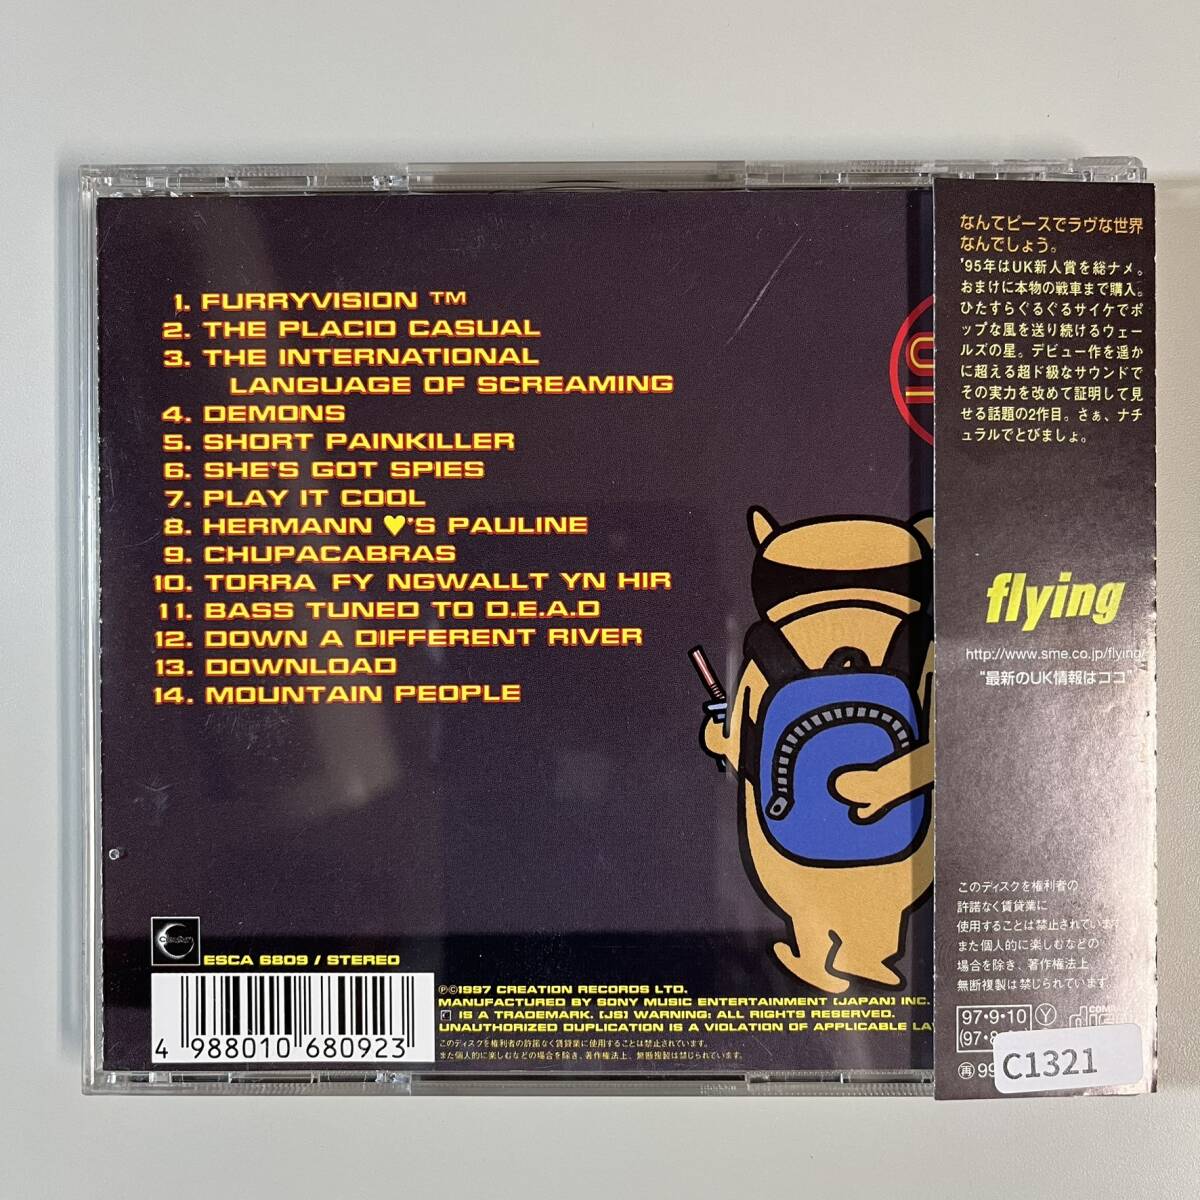 1. FURRYVISION ™
2. THE PLACID CASUAL
3. THE INTERNATIONAL
LANGUAGE OF SCREAMING
4. DEMONS
5. SHORT PAINKILLER
6. SHE'S GOT SPIES
7. PLAY IT COOL
8. HERMANN ♥'S PAULINE
9. CHUPACABRAS
10. TORRA FY NGWALLT YN HIR
11. BASS TUNED TO D.E.A.D
12. DOWN A DIFFERENT RIVER
13. DOWNLOAD
14. MOUNTAIN PEOPLE
Creation
ESCA 6809 / STEREO
4 988010 680923
℗©1997 CREATION RECORDS LTD.
MANUFACTURED BY SONY MUSIC ENTERTAINMENT (JAPAN) INC.
IS A TRADEMARK. [JS] WARNING: ALL RIGHTS RESERVED.
UNAUTHORIZED DUPLICATION IS A VIOLATION OF APPLICABLE
このディスクを権利者の許諾なく賃貸業に使用することは禁止されています。
また個人的に楽しむなどの場合を除き、著作権法上、無断複製は禁じられています。
なんてピースでラヴな世界
なんでしょう。
'95年はUK新人賞を総ナメ。
おまけに本物の戦車まで購入。
ひたすらぐるぐるサイケでポ
ップな風を送り続けるウェー
ルズの星。デビュー作を遥か
に超える超ド級なサウンドで
その実力を改めて証明して見
せる話題の2作目。さぁ、ナチ
ュラルでとびましょ。
flying
http://www.sme.co.jp/flying/
"最新のUK情報はココ"
このディスクを権利者の
許諾なく賃貸業に
使用することは禁止されています。
また個人的に楽しむなどの
場合を除き、著作権法上、
無断複製は禁じられています。
97・9・10 Ⓨ
C1321